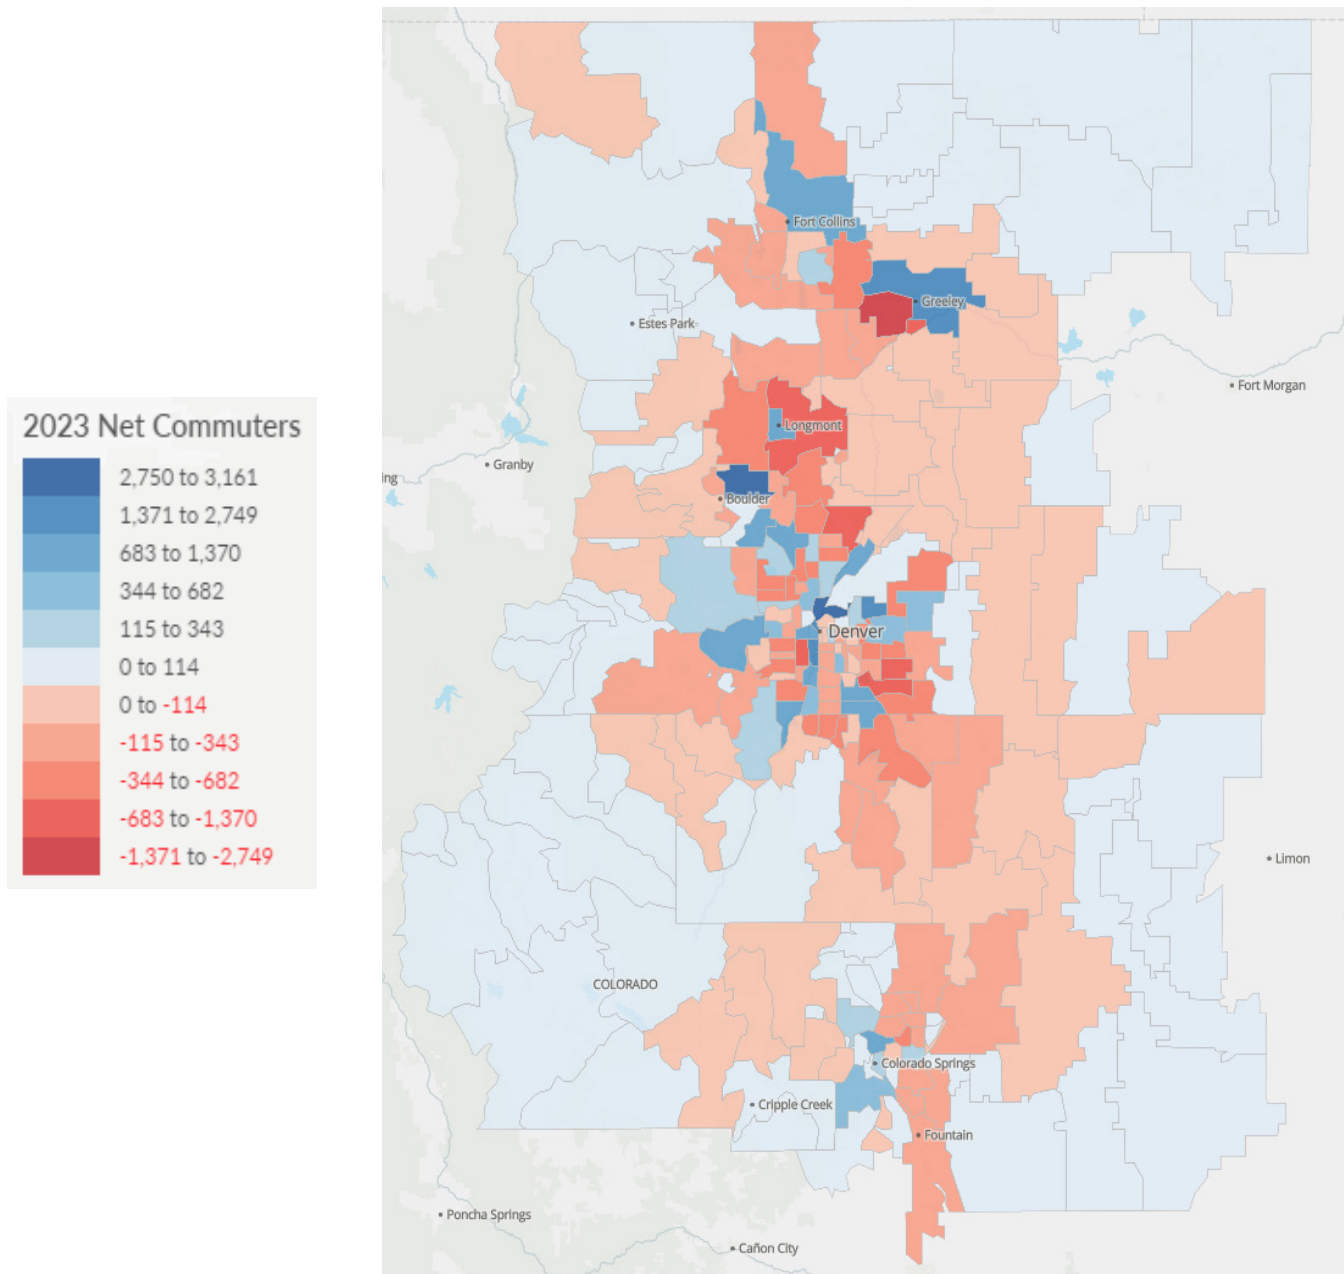 2023 Net Commuters
2,750 to 3,161
1,371 to 2,749
683 to 1,370
344 to 682
115 to 343
0 to 114
0 to -114
-115 to -343
-344 to -682
-683 to -1,370
-1,371 to -2,749
Fort Collins
Greeley
Estes Park
Fort Morgan
Longmont
Granby
ing
Boulder
Denver
Limon
COLORADO
Colorado Springs
Cripple Creek
Fountain
Poncha Springs
Cañon City